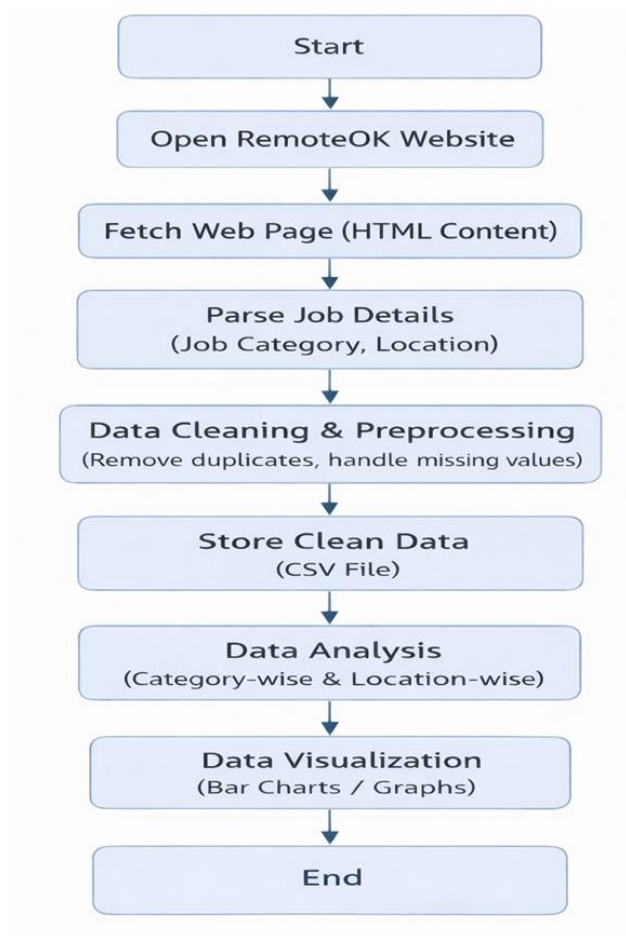 Start
Open RemoteOK Website
Fetch Web Page (HTML Content)
Parse Job Details
(Job Category, Location)
Data Cleaning & Preprocessing
(Remove duplicates, handle missing values)
Store Clean Data
(CSV File)
Data Analysis
(Category-wise & Location-wise)
Data Visualization
(Bar Charts / Graphs)
End